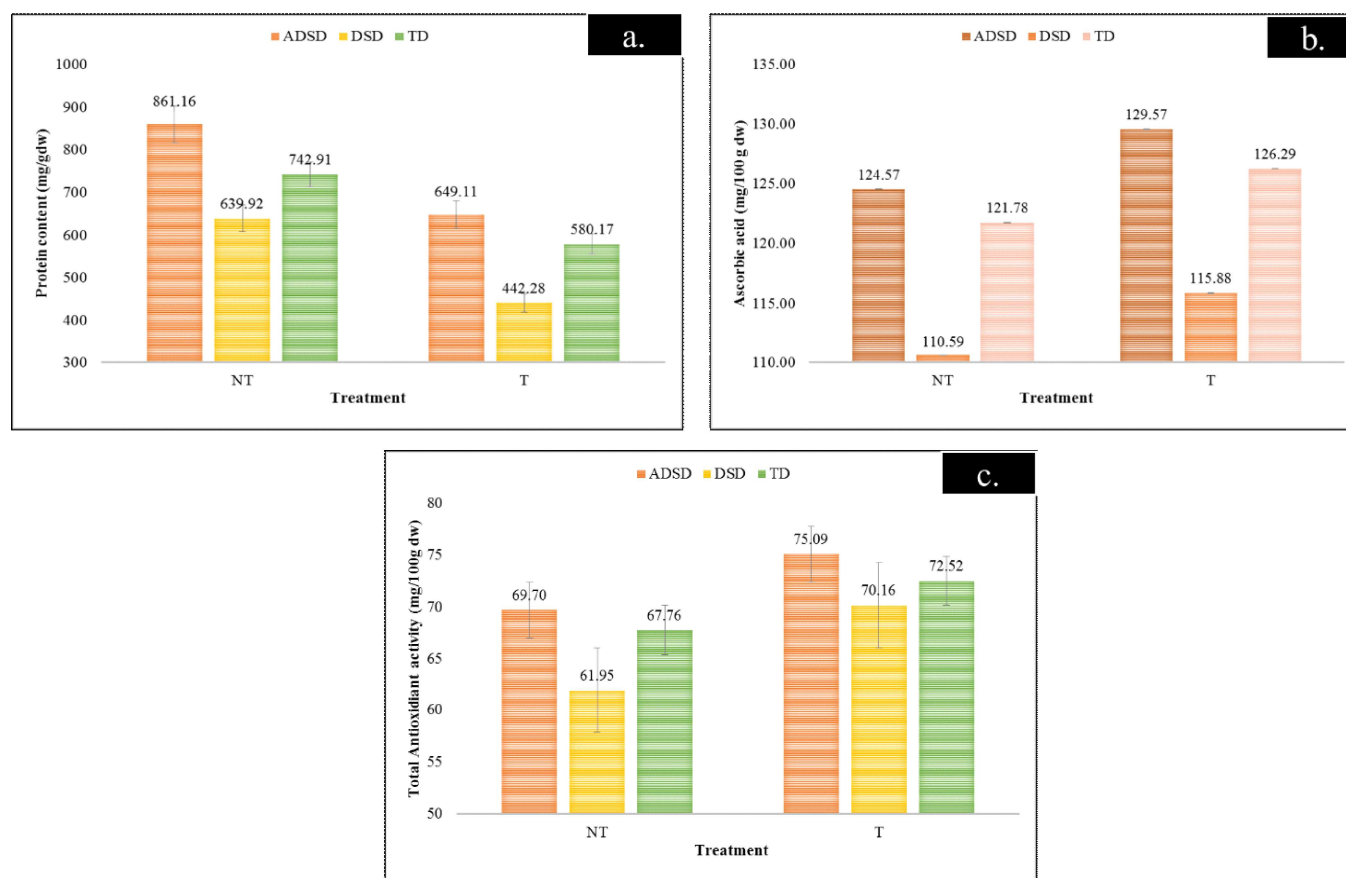 a.
ADSD DSD TD
Protein content (mg/gdw)
1000
900
800
700
600
500
400
300
861.16
639.92
742.91
649.11
442.28
580.17
NT T
Treatment
b.
ADSD DSD TD
Ascorbic acid (mg/100 g dw)
135.00
130.00
125.00
120.00
115.00
110.00
124.57
110.59
121.78
129.57
115.88
126.29
NT T
Treatment
c.
ADSD DSD TD
Total Antioxidant activity (mg/100g dw)
80
75
70
65
60
55
50
69.70
61.95
67.76
75.09
70.16
72.52
NT T
Treatment